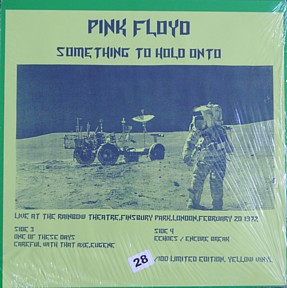 PINK FLOYD
SOMETHING TO HOLD ONTO
LIVE AT THE RAINBOW THEATRE,FINSBURY PARK,LONDON,FEBRUARY 20 1972
SIDE 3
ONE OF THESE DAYS
CAREFUL WITH THAT AXE,EUGENE
SIDE 4
ECHOES / ENCORE BREAK
28
/100 LIMITED EDITION, YELLOW VINYL